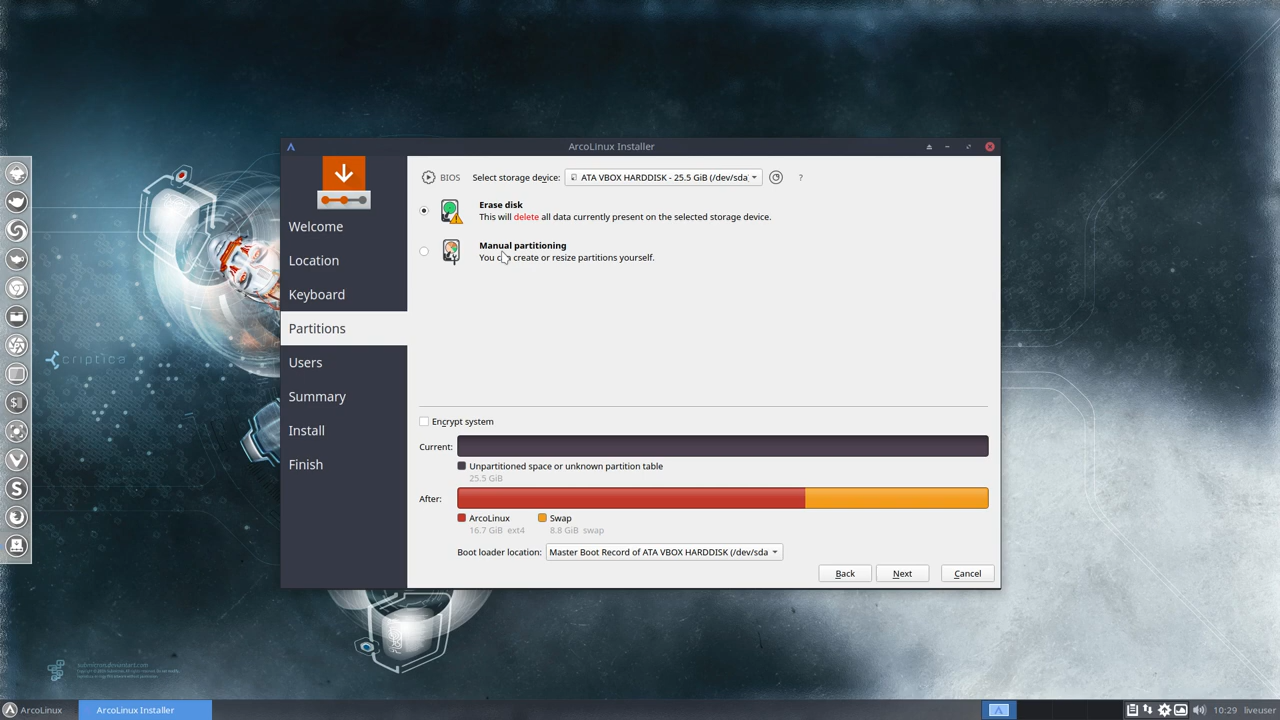 ArcoLinux Installer
BIOS Select storage device: ATA VBOX HARDDISK - 25.5 GiB (/dev/sda ?
Erase disk
This will delete all data currently present on the selected storage device.
Manual partitioning
You can create or resize partitions yourself.
Welcome
Location
Keyboard
Partitions
Users
Summary
Install
Finish
Encrypt system
Current:
Unpartitioned space or unknown partition table
25.5 GiB
After:
ArcoLinux Swap
16.7 GiB ext4 8.8 GiB swap
Boot loader location: Master Boot Record of ATA VBOX HARDDISK (/dev/sda
Back Next Cancel
criptica
ArcoLinux ArcoLinux Installer 10:29 liveuser